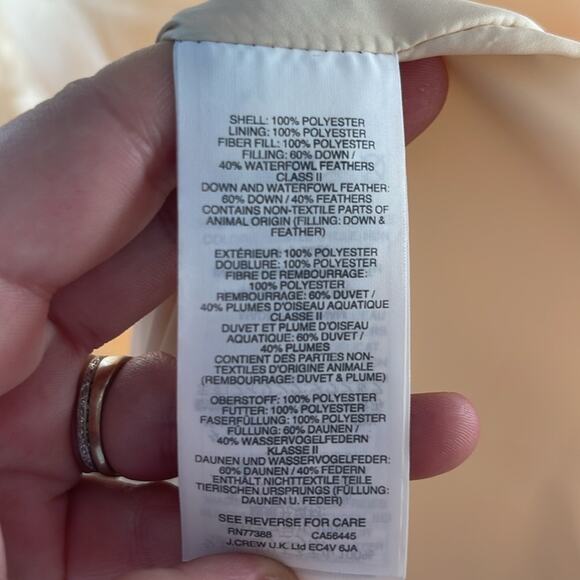 SHELL: 100% POLYESTER
LINING: 100% POLYESTER
FIBER FILL: 100% POLYESTER
FILLING: 60% DOWN /
40% WATERFOWL FEATHERS
CLASS II
DOWN AND WATERFOWL FEATHER:
60% DOWN / 40% FEATHERS
CONTAINS NON-TEXTILE PARTS OF
ANIMAL ORIGIN (FILLING: DOWN &
FEATHER)
EXTÉRIEUR: 100% POLYESTER
DOUBLURE: 100% POLYESTER
FIBRE DE REMBOURRAGE:
100% POLYESTER
REMBOURRAGE: 60% DUVET /
40% PLUMES D'OISEAU AQUATIQUE
CLASSE II
DUVET ET PLUME D'OISEAU
AQUATIQUE: 60% DUVET /
40% PLUMES
CONTIENT DES PARTIES NON-
TEXTILES D'ORIGINE ANIMALE
(REMBOURRAGE: DUVET & PLUME)
OBERSTOFF: 100% POLYESTER
FUTTER: 100% POLYESTER
FASERFÜLLUNG: 100% POLYESTER
FÜLLUNG: 60% DAUNEN /
40% WASSERVOGELFEDERN
KLASSE II
DAUNEN UND WASSERVOGELFEDER:
60% DAUNEN / 40% FEDERN
ENTHÄLT NICHTTEXTILE TEILE
TIERISCHEN URSPRUNGS (FÜLLUNG:
DAUNEN U. FEDER)
SEE REVERSE FOR CARE
RN77388 CA56445
J.CREW U.K. Ltd EC4V 6JA